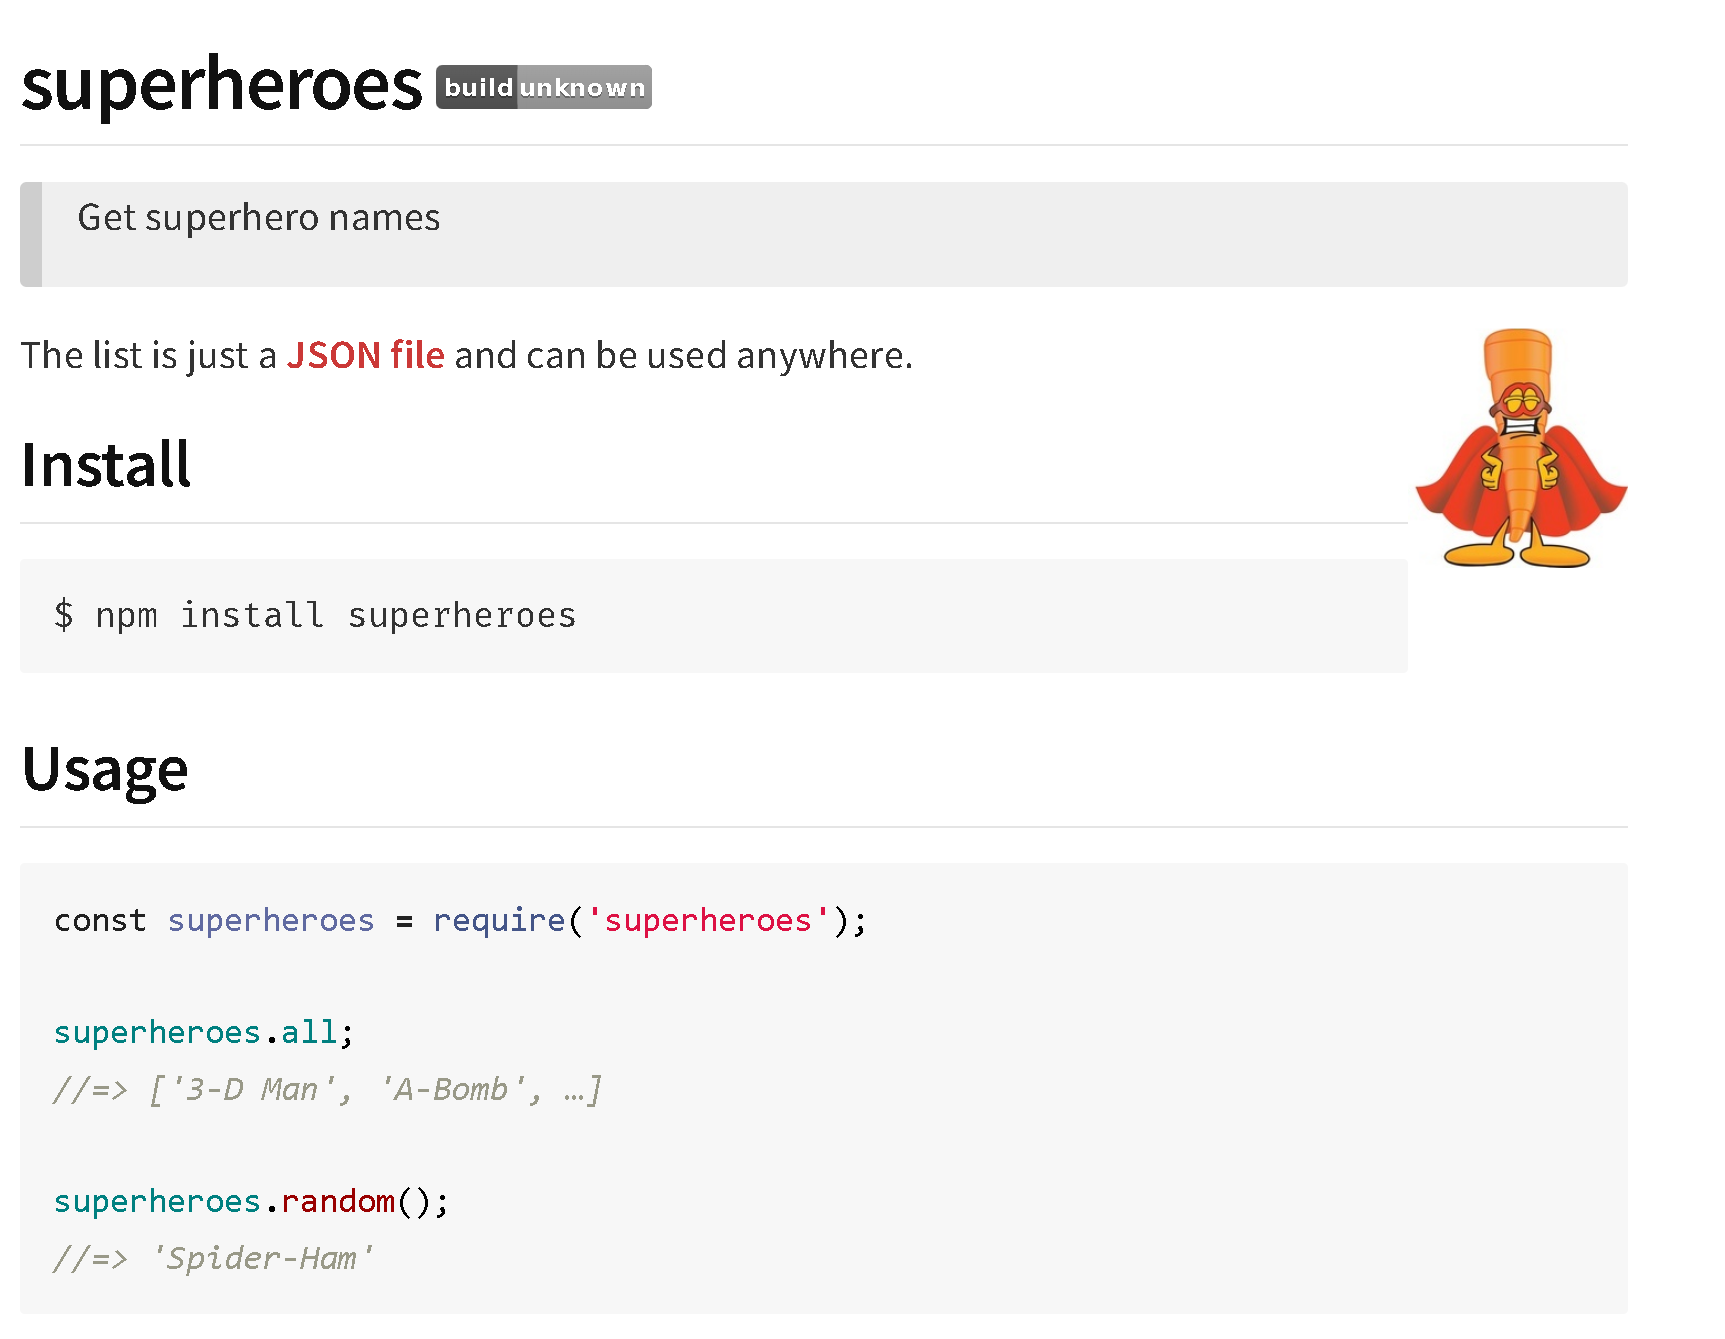 superheroes build unknown
Get superhero names
The list is just a JSON file and can be used anywhere.
Install
$ npm install superheroes
Usage
const superheroes = require('superheroes');
superheroes.all;
//=> ['3-D Man', 'A-Bomb', …]
superheroes.random();
//=> 'Spider-Ham'